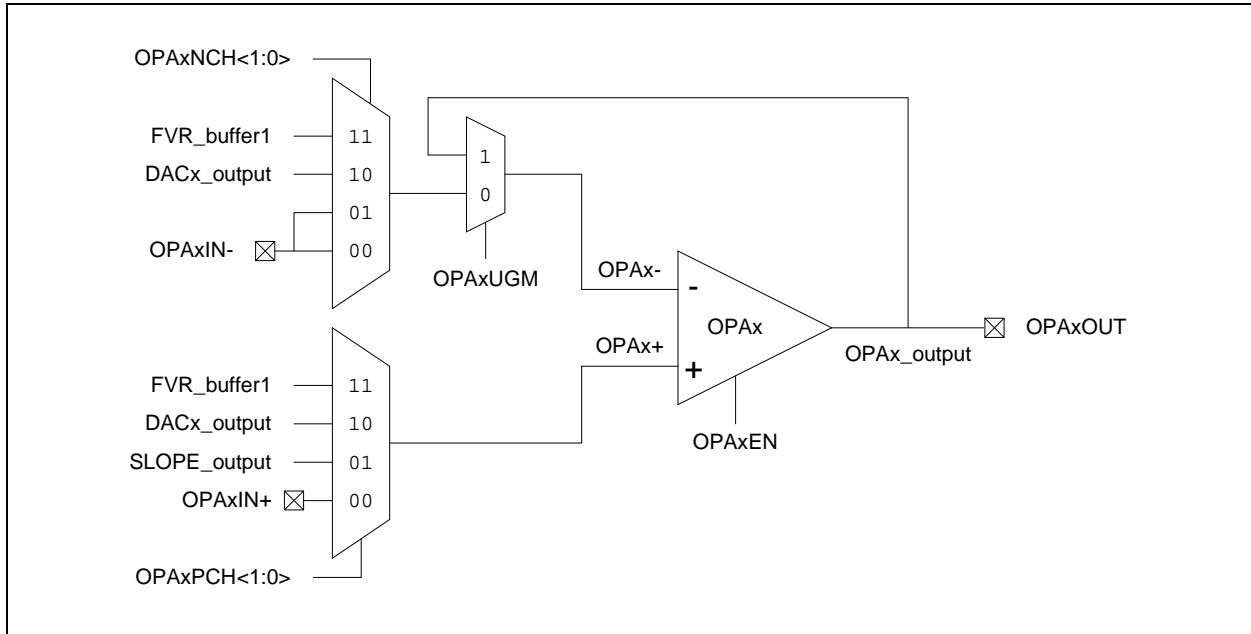 OPAxNCH<1:0>
FVR_buffer1
11
DACx_output
10
01
OPAxIN-
00
1
0
OPAxUGM
OPAx-
-
OPAx
OPAx+
+
OPAxEN
OPAxOUT
OPAx_output
FVR_buffer1
11
DACx_output
10
SLOPE_output
01
OPAxIN+
00
OPAxPCH<1:0>